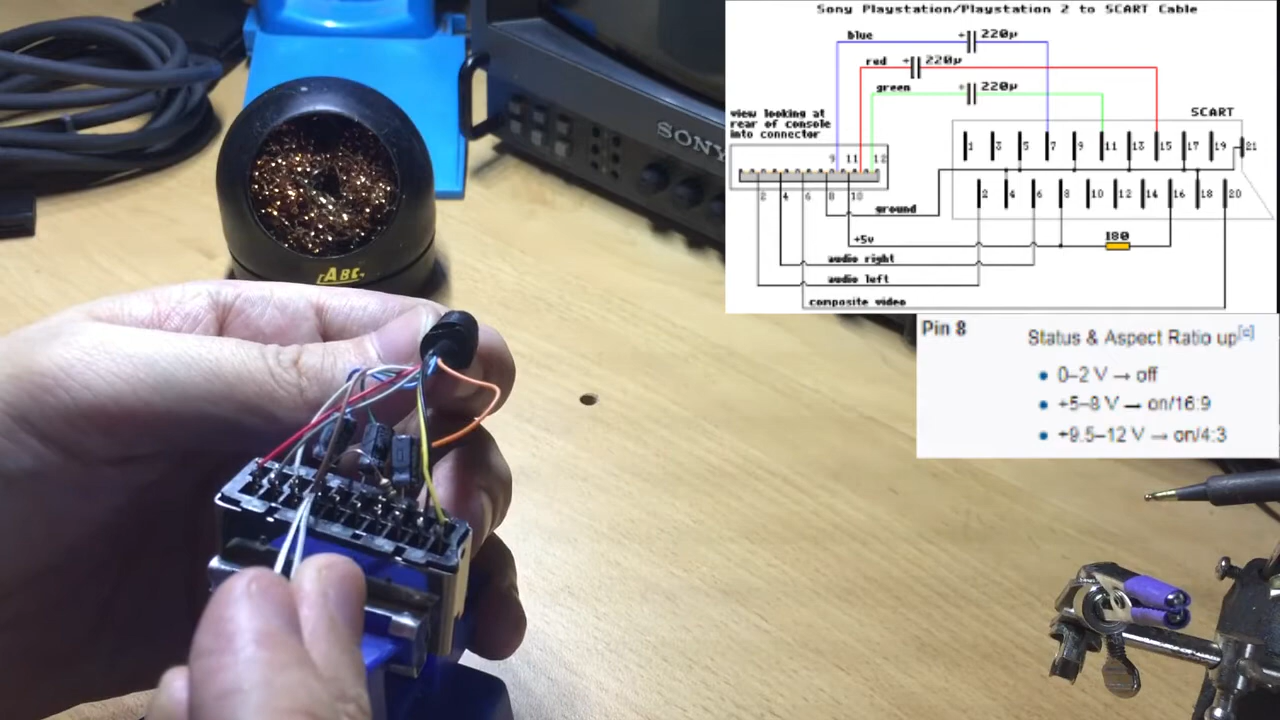 Sony Playstation/Playstation 2 to SCART Cable
blue
+ 220µ
red
+ 220µ
green
+ 220µ
view looking at
rear of console
into connector
SCART
9 11 12
2 4 6 8 10
1 3 5 7 9 11 13 15 17 19 21
2 4 6 8 10 12 14 16 18 20
ground
+5v
180
audio right
audio left
composite video
Pin 8
Status & Aspect Ratio up[c]
• 0–2 V → off
• +5–8 V → on/16:9
• +9.5–12 V → on/4:3
SONY
ABC